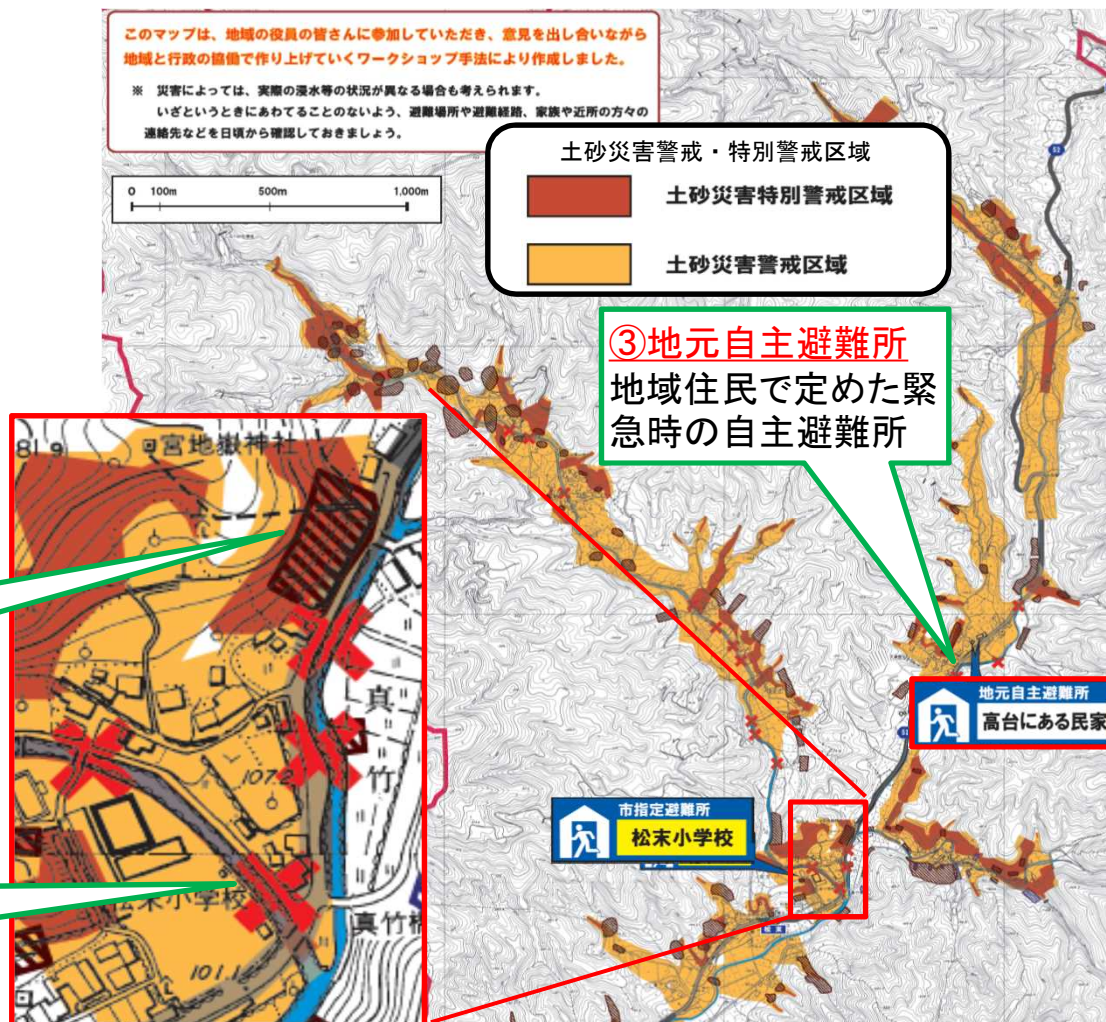 このマップは、地域の役員の皆さんに参加していただき、意見を出し合いながら
地域と行政の協働で作り上げていくワークショップ手法により作成しました。
※ 災害によっては、実際の浸水等の状況が異なる場合も考えられます。
いざというときにあわてることのないよう、避難場所や避難経路、家族や近所の方々の
連絡先などを日頃から確認しておきましょう。
0 100m 500m 1,000m
土砂災害警戒・特別警戒区域
土砂災害特別警戒区域
土砂災害警戒区域
③地元自主避難所
地域住民で定めた緊
急時の自主避難所
52
81
宮地嶽神社
真
竹
107.2
松末小学校
真竹橋
101.1
地元自主避難所
高台にある民家
市指定避難所
松末小学校